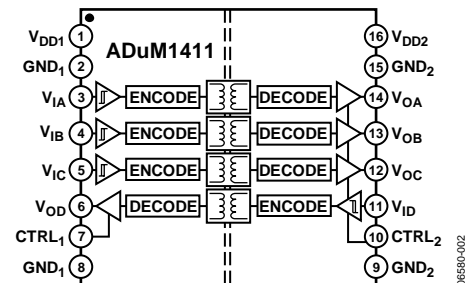 ADuM1411
VDD1 1 16 VDD2
GND1 2 15 GND2
VIA 3 ENCODE DECODE 14 VOA
VIB 4 ENCODE DECODE 13 VOB
VIC 5 ENCODE DECODE 12 VOC
VOD 6 DECODE ENCODE 11 VID
CTRL1 7 10 CTRL2
GND1 8 9 GND2
06580-002